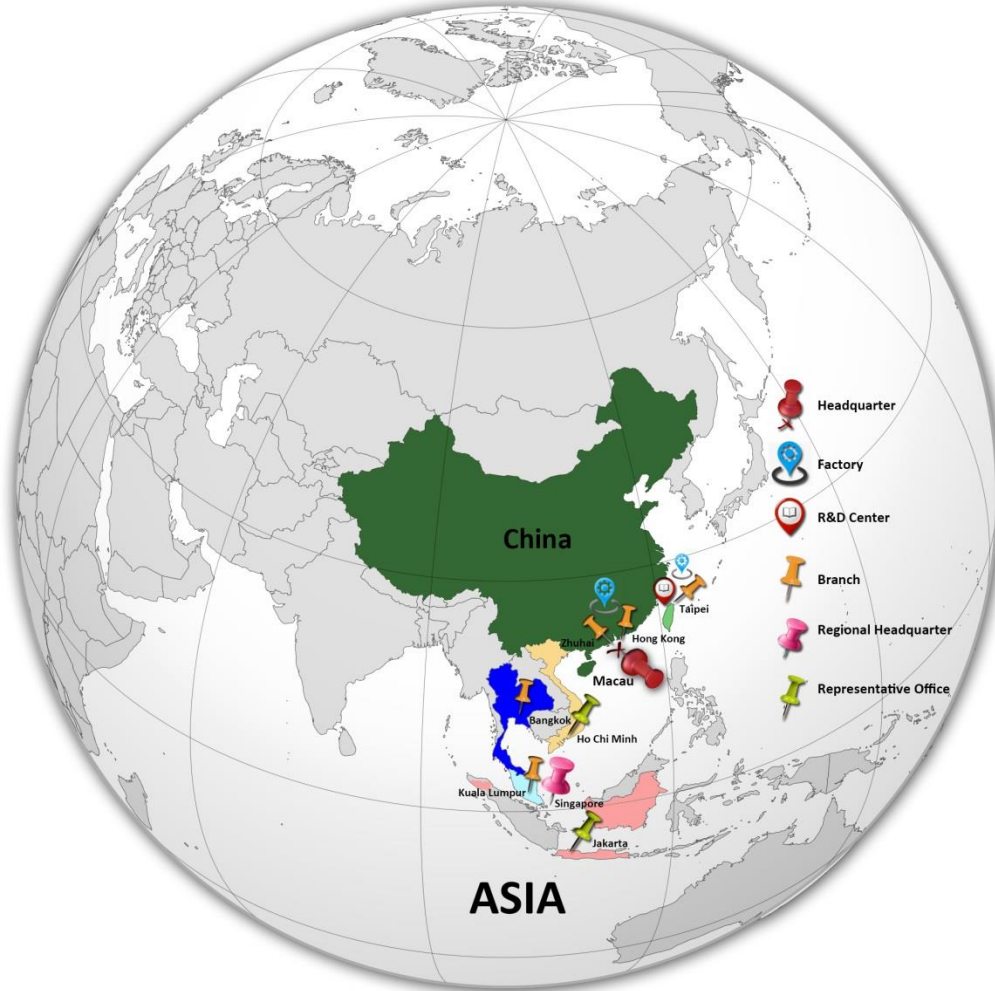 Headquarter
Factory
R&D Center
China
Branch
Taipei
Regional Headquarter
Zhuhai
Hong Kong
Macau
Representative Office
Bangkok
Ho Chi Minh
Kuala Lumpur
Singapore
Jakarta
ASIA